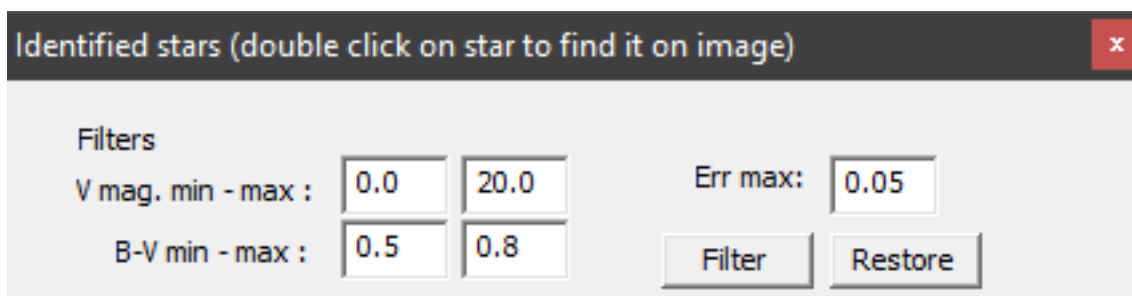 Identified stars (double click on star to find it on image) x
Filters
V mag. min - max : 0.0 20.0 Err max: 0.05
B-V min - max : 0.5 0.8 Filter Restore